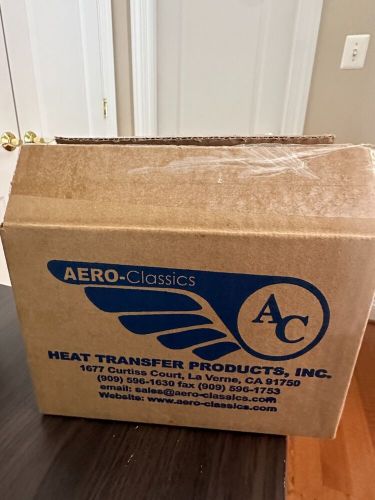 AERO-Classics
AC
HEAT TRANSFER PRODUCTS, INC.
1677 Curtiss Court, La Verne, CA 91750
(909) 596-1630 fax (909) 596-1753
email: sales@aero-classics.com
Website: www.aero-classics.com